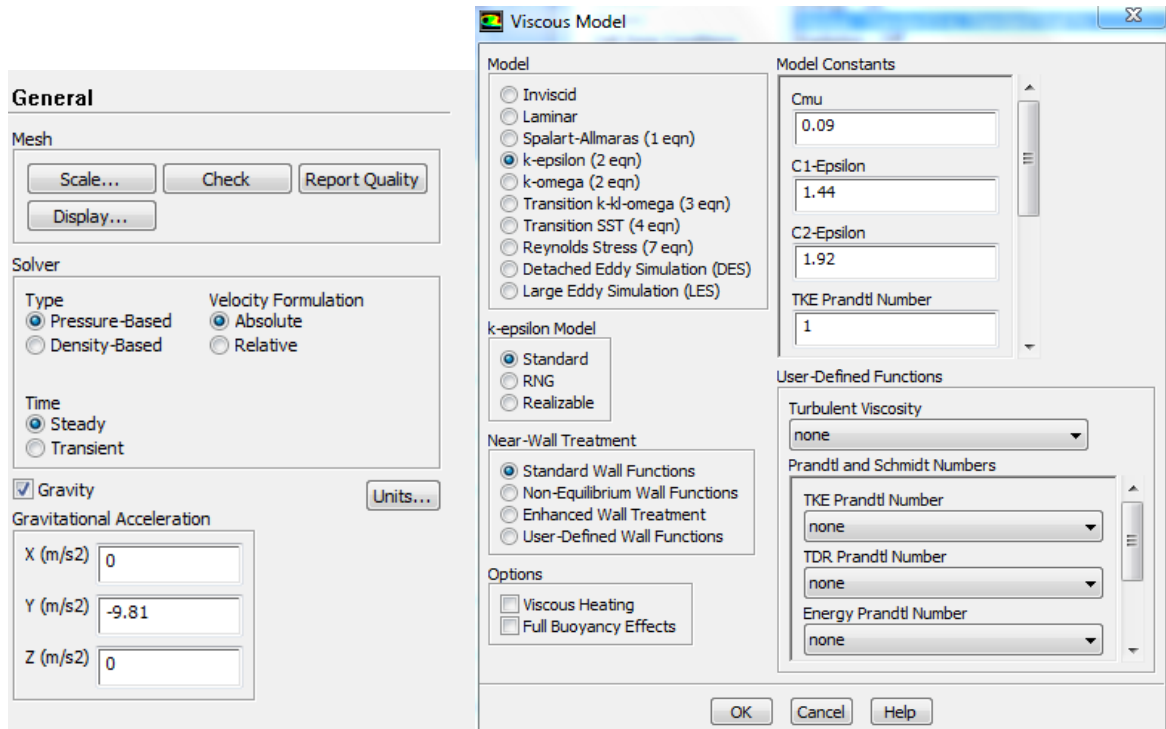 General
Mesh
Scale... Check Report Quality
Display...
Solver
Type Velocity Formulation
Pressure-Based Absolute
Density-Based Relative
Time
Steady
Transient
Gravity Units...
Gravitational Acceleration
X (m/s2) 0
Y (m/s2) -9.81
Z (m/s2) 0
Viscous Model
Model
Inviscid
Laminar
Spalart-Allmaras (1 eqn)
k-epsilon (2 eqn)
k-omega (2 eqn)
Transition k-kl-omega (3 eqn)
Transition SST (4 eqn)
Reynolds Stress (7 eqn)
Detached Eddy Simulation (DES)
Large Eddy Simulation (LES)
k-epsilon Model
Standard
RNG
Realizable
Near-Wall Treatment
Standard Wall Functions
Non-Equilibrium Wall Functions
Enhanced Wall Treatment
User-Defined Wall Functions
Options
Viscous Heating
Full Buoyancy Effects
Model Constants
Cmu
0.09
C1-Epsilon
1.44
C2-Epsilon
1.92
TKE Prandtl Number
1
User-Defined Functions
Turbulent Viscosity
none
Prandtl and Schmidt Numbers
TKE Prandtl Number
none
TDR Prandtl Number
none
Energy Prandtl Number
none
OK Cancel Help